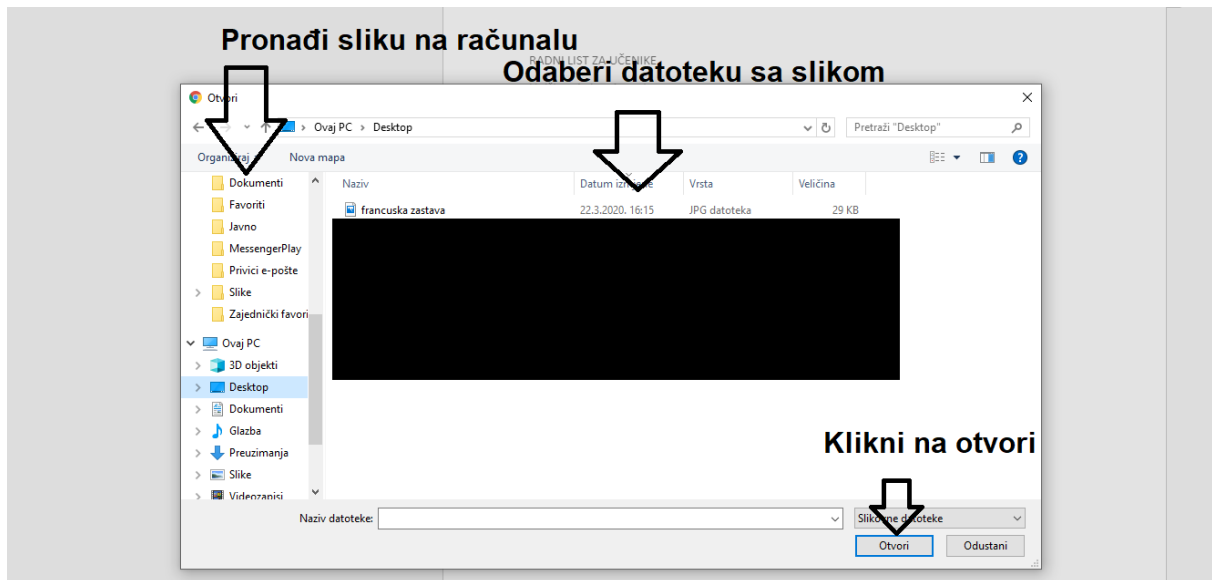 Pronađi sliku na računalu
RADNI LIST ZA UČENIKE
Odaberi datoteku sa slikom
Otvori
Ovaj PC > Desktop
Pretraži "Desktop"
Organiziraj
Nova mapa
Dokumenti
Favoriti
Javno
MessengerPlay
Privici e-pošte
Slike
Zajednički favori
Ovaj PC
3D objekti
Desktop
Dokumenti
Glazba
Preuzimanja
Slike
Videozapisi
Naziv Datum izmjene Vrsta Veličina
francuska zastava 22.3.2020. 16:15 JPG datoteka 29 KB
Klikni na otvori
Naziv datoteke:
Slikovne datoteke
Otvori Odustani